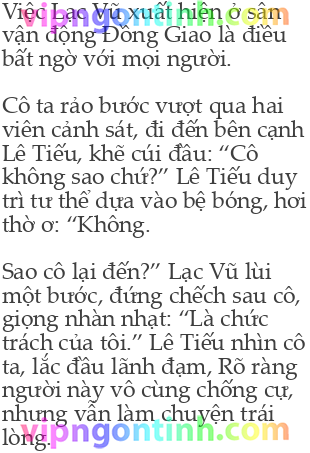 Việc Lạc Vũ xuất hiện ở sân
vipngontinh.com
vận động Đông Giao là điều
bất ngờ với mọi người.
Cô ta rảo bước vượt qua hai
viên cảnh sát, đi đến bên cạnh
Lê Tiếu, khẽ cúi đầu: “Cô
không sao chứ?” Lê Tiếu duy
trì tư thế dựa vào bệ bóng, hơi
thờ ơ: “Không.
Sao cô lại đến?” Lạc Vũ lùi
một bước, đứng chếch sau cô,
giọng nhàn nhạt: “Là chức
trách của tôi.” Lê Tiếu nhìn cô
ta, lắc đầu lãnh đạm, Rõ ràng
người này vô cùng chống cự,
nhưng vẫn làm chuyện trái
lòng.
vipngontinh.com